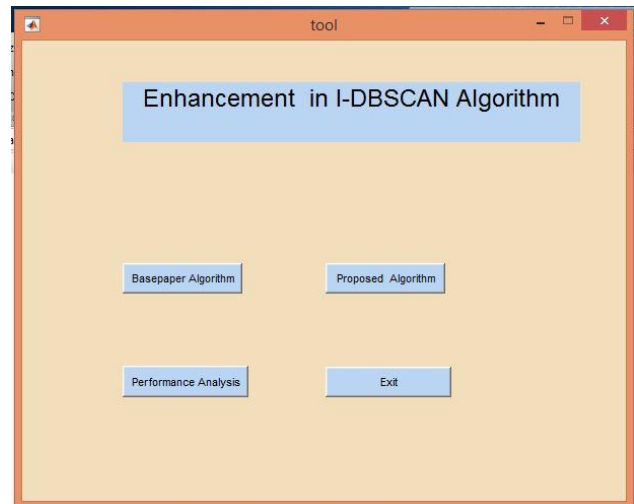 tool
Enhancement in I-DBSCAN Algorithm
Basepaper Algorithm
Proposed Algorithm
Performance Analysis
Exit